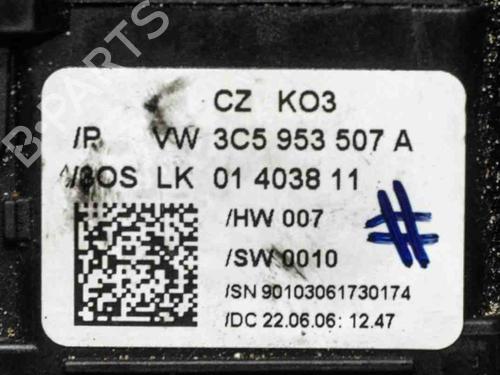 B-PARTS
CZ KO3
/P VW 3C5 953 507 A
LK 01 4038 11
/HW 007
#
/SW 0010
/SN 90103061730174
/DC 22.06.06: 12.47